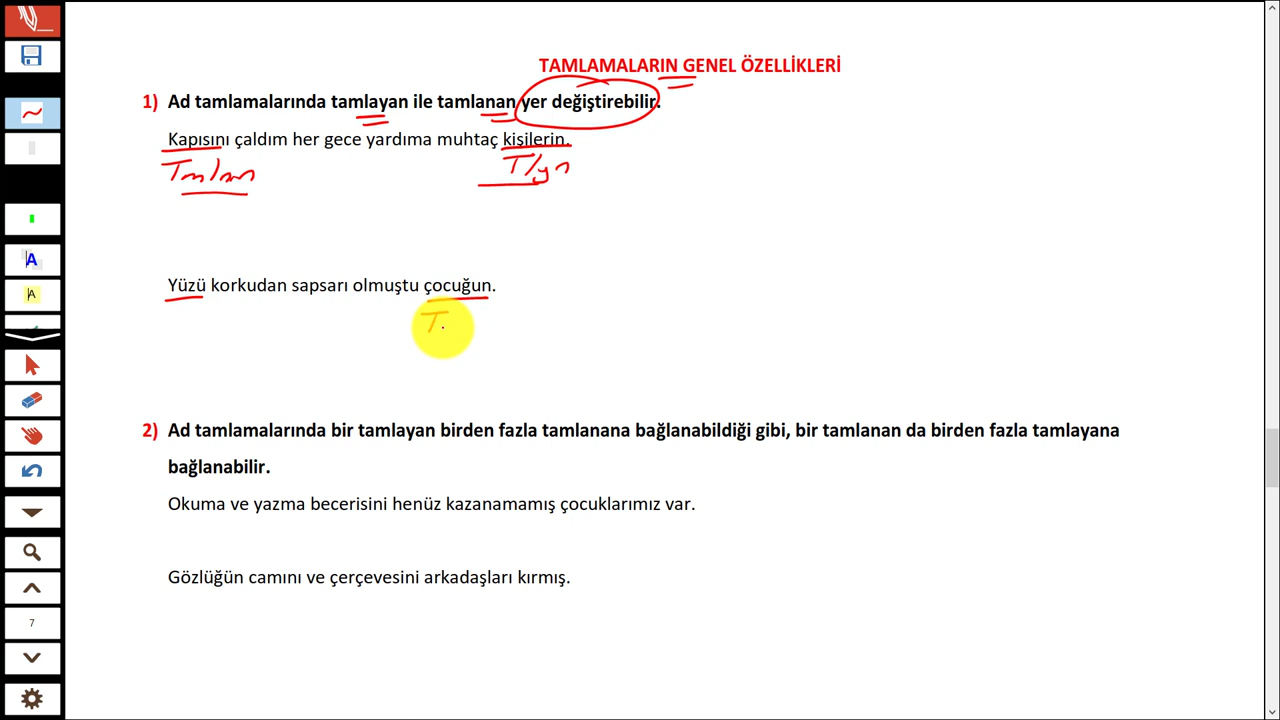 TAMLAMALARIN GENEL ÖZELLİKLERİ
1) Ad tamlamalarında tamlayan ile tamlanan yer değiştirebilir.
Kapısını çaldım her gece yardıma muhtaç kişilerin.
Tmlnn T/yn
Yüzü korkudan sapsarı olmuştu çocuğun.
T
2) Ad tamlamalarında bir tamlayan birden fazla tamlanana bağlanabildiği gibi, bir tamlanan da birden fazla tamlayana
bağlanabilir.
Okuma ve yazma becerisini henüz kazanamamış çocuklarımız var.
Gözlüğün camını ve çerçevesini arkadaşları kırmış.
A
A
7